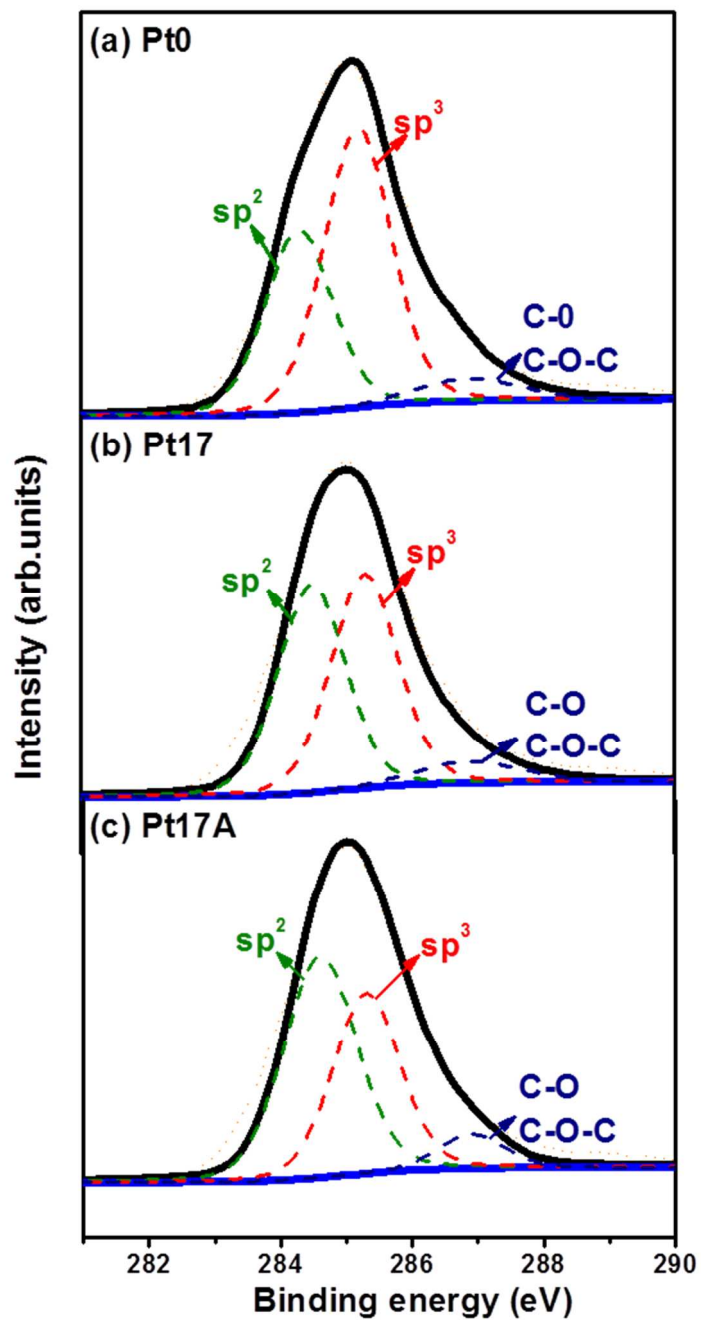 (a) Pt0
sp²
sp³
C-0
C-O-C
(b) Pt17
sp²
sp³
C-O
C-O-C
(c) Pt17A
sp²
sp³
C-O
C-O-C
Intensity (arb.units)
282 284 286 288 290
Binding energy (eV)